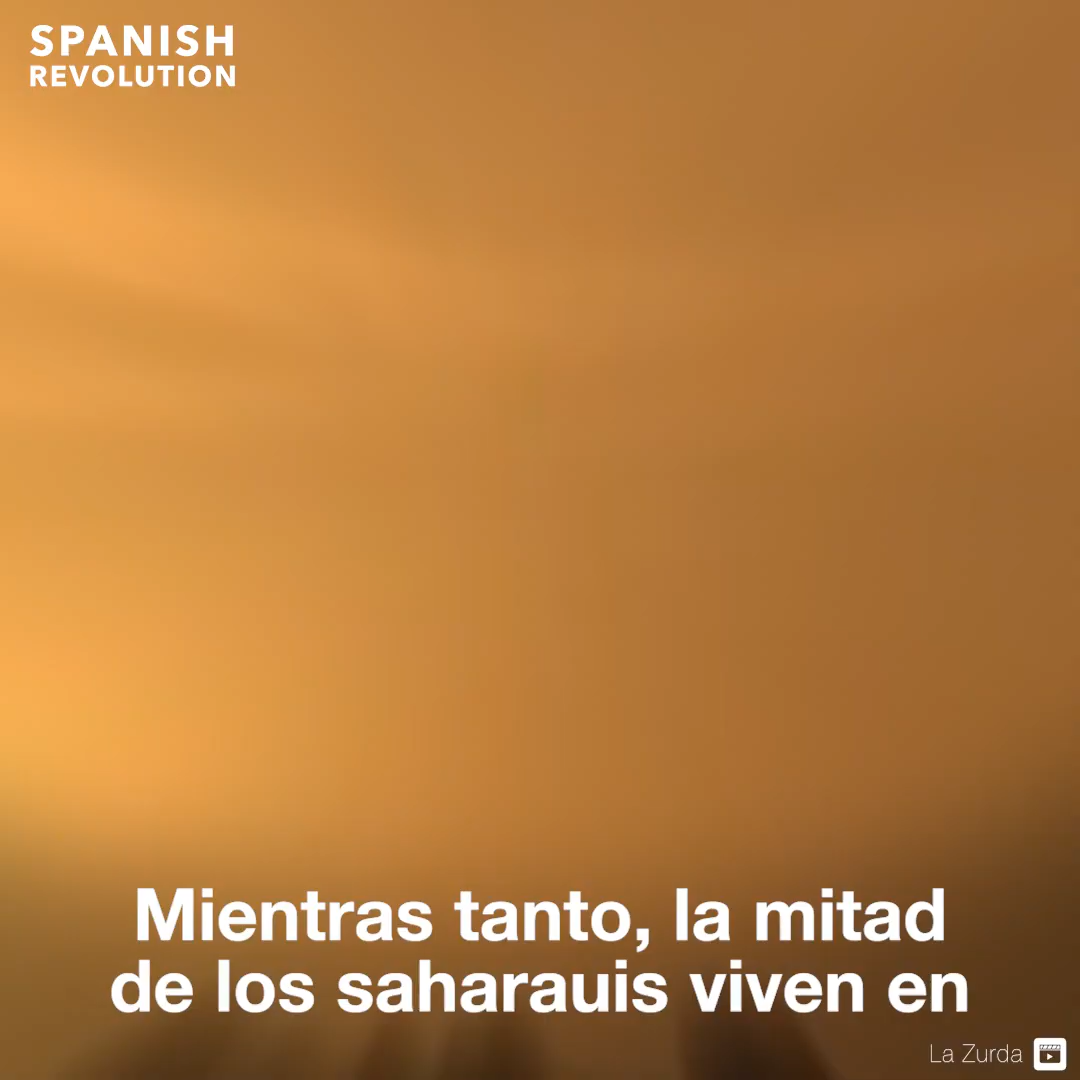 SPANISH
REVOLUTION
Mientras tanto, la mitad
de los saharauis viven en
La Zurda